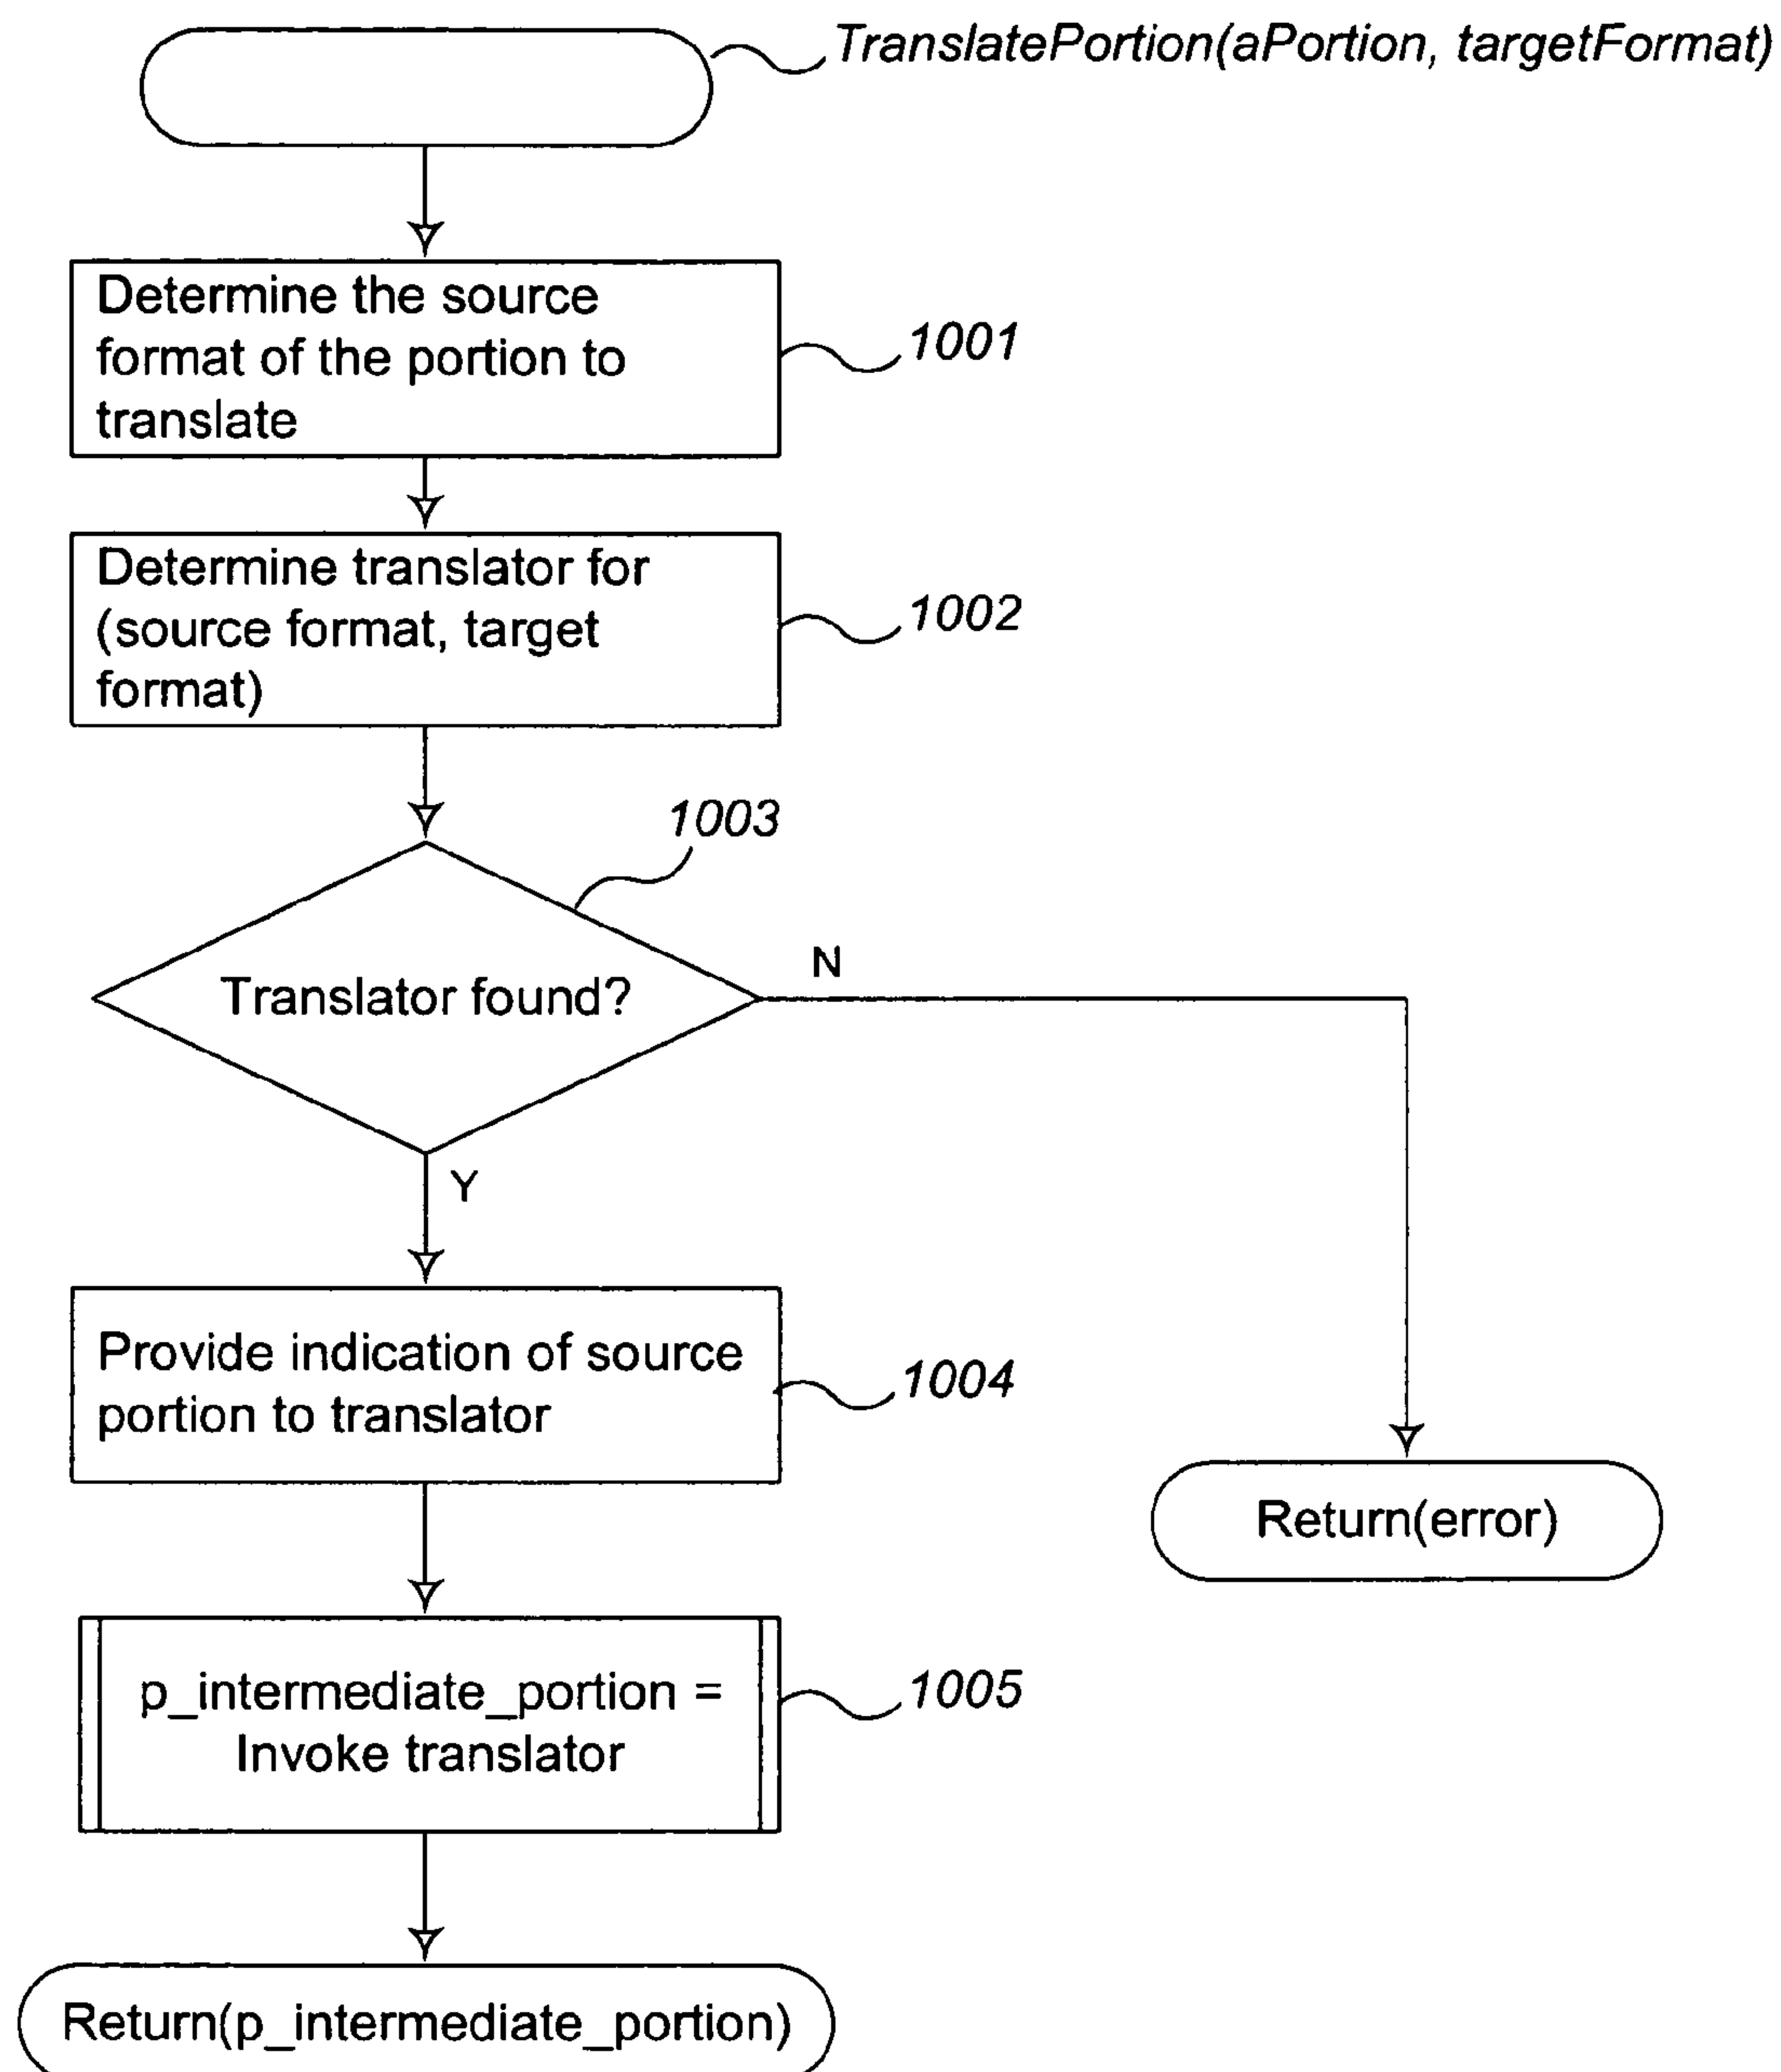 TranslatePortion(aPortion, targetFormat)
Determine the source
format of the portion to
translate
1001
Determine translator for
(source format, target
format)
1002
1003
Translator found?
N
Y
Provide indication of source
portion to translator
1004
Return(error)
p_intermediate_portion =
Invoke translator
1005
Return(p_intermediate_portion)